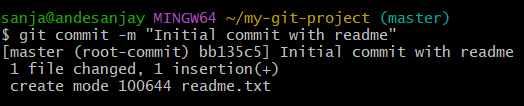 sanja@andesanjay MINGW64 ~/my-git-project (master)
$ git commit -m "Initial commit with readme"
[master (root-commit) bb135c5] Initial commit with readme
 1 file changed, 1 insertion(+)
 create mode 100644 readme.txt